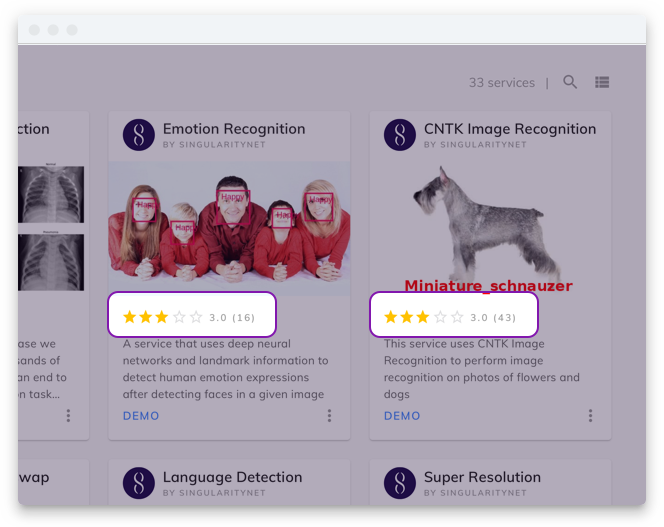 33 services |
ction
Emotion Recognition
BY SINGULARITYNET
CNTK Image Recognition
BY SINGULARITYNET
Happy
Happy
Happy
Happy
Happy
Miniature_schnauzer
3.0 (16)
3.0 (43)
ase we
sands of
an end to
on task...
A service that uses deep neural
networks and landmark information to
detect human emotion expressions
after detecting faces in a given image
DEMO
This service uses CNTK Image
Recognition to perform image
recognition on photos of flowers and
dogs
DEMO
wap
Language Detection
BY SINGULARITYNET
Super Resolution
BY SINGULARITYNET